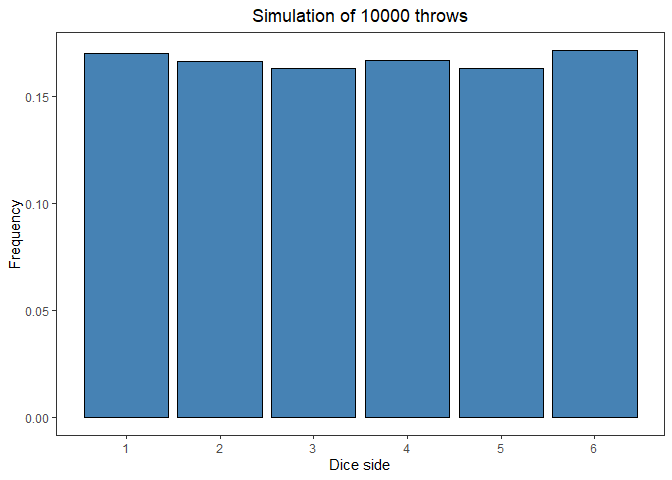 Simulation of 10000 throws
0.15
0.10
0.05
0.00
Frequency
1 2 3 4 5 6
Dice side